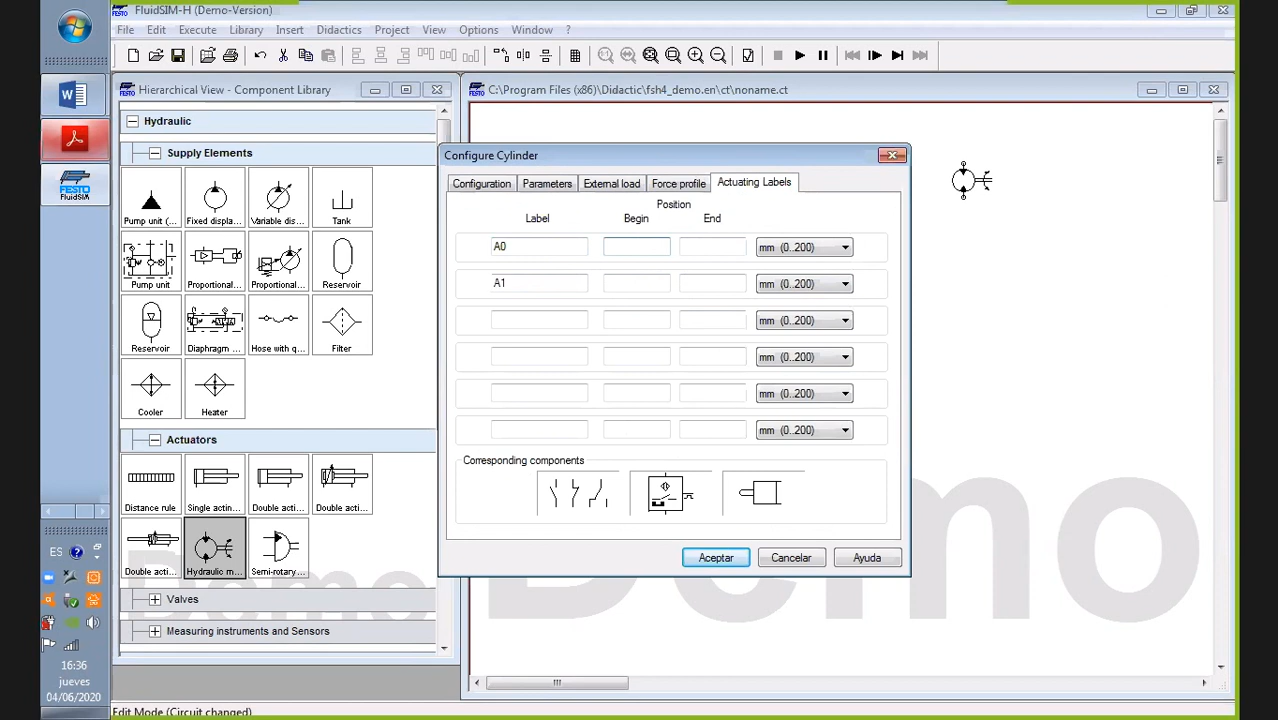 FluidSIM-H (Demo-Version)
FESTO
File Edit Execute Library Insert Didactics Project View Options Window ?
Hierarchical View - Component Library
C:\Program Files (x86)\Didactic\fsh4_demo.en\ct\noname.ct
Hydraulic
Supply Elements
Pump unit (... Fixed displa... Variable dis... Tank
Pump unit Proportional... Proportional... Reservoir
Reservoir Diaphragm ... Hose with q... Filter
Cooler Heater
Actuators
Distance rule Single actin... Double acti... Double acti...
Double acti... Hydraulic m... Semi-rotary...
Valves
Measuring instruments and Sensors
Configure Cylinder
Configuration Parameters External load Force profile Actuating Labels
Position
Label Begin End
A0 mm (0..200)
A1 mm (0..200)
mm (0..200)
mm (0..200)
mm (0..200)
mm (0..200)
Corresponding components
Aceptar Cancelar Ayuda
Demo Demo
FESTO
FluidSIM
ES
16:36
jueves
04/06/2020
Edit Mode (Circuit changed)